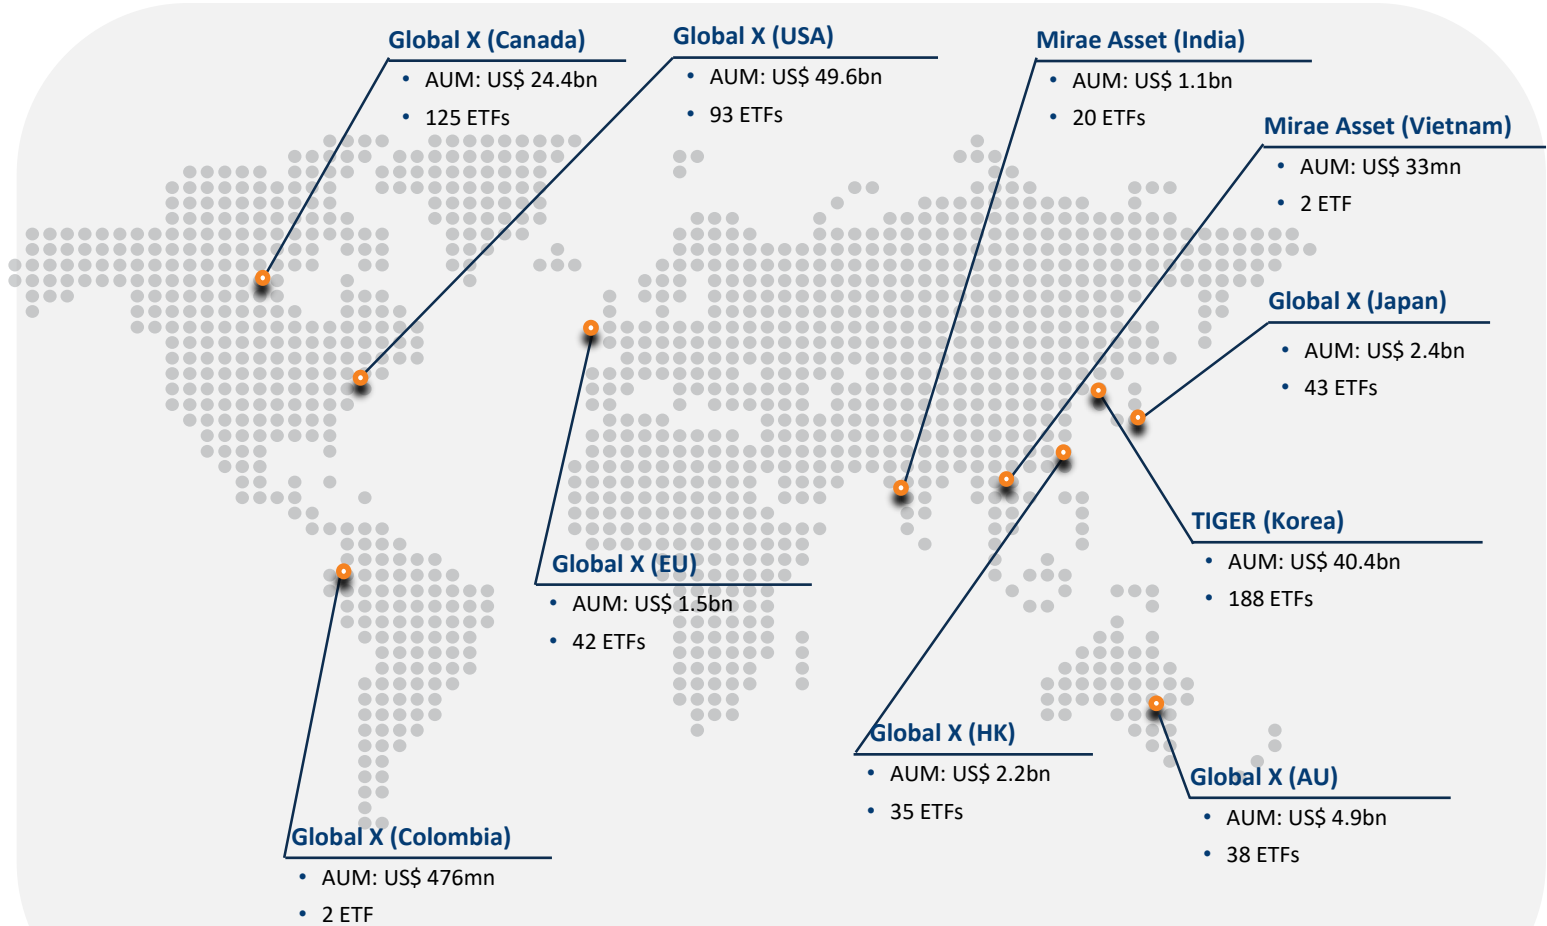 Global X (Canada)
• AUM: US$ 24.4bn
• 125 ETFs
Global X (USA)
• AUM: US$ 49.6bn
• 93 ETFs
Mirae Asset (India)
• AUM: US$ 1.1bn
• 20 ETFs
Mirae Asset (Vietnam)
• AUM: US$ 33mn
• 2 ETF
Global X (Japan)
• AUM: US$ 2.4bn
• 43 ETFs
TIGER (Korea)
• AUM: US$ 40.4bn
• 188 ETFs
Global X (EU)
• AUM: US$ 1.5bn
• 42 ETFs
Global X (HK)
• AUM: US$ 2.2bn
• 35 ETFs
Global X (AU)
• AUM: US$ 4.9bn
• 38 ETFs
Global X (Colombia)
• AUM: US$ 476mn
• 2 ETF